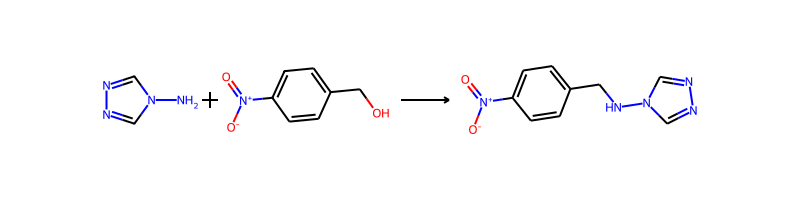 N N N NH2 + O N+ O- OH → O N+ O- HN N N N